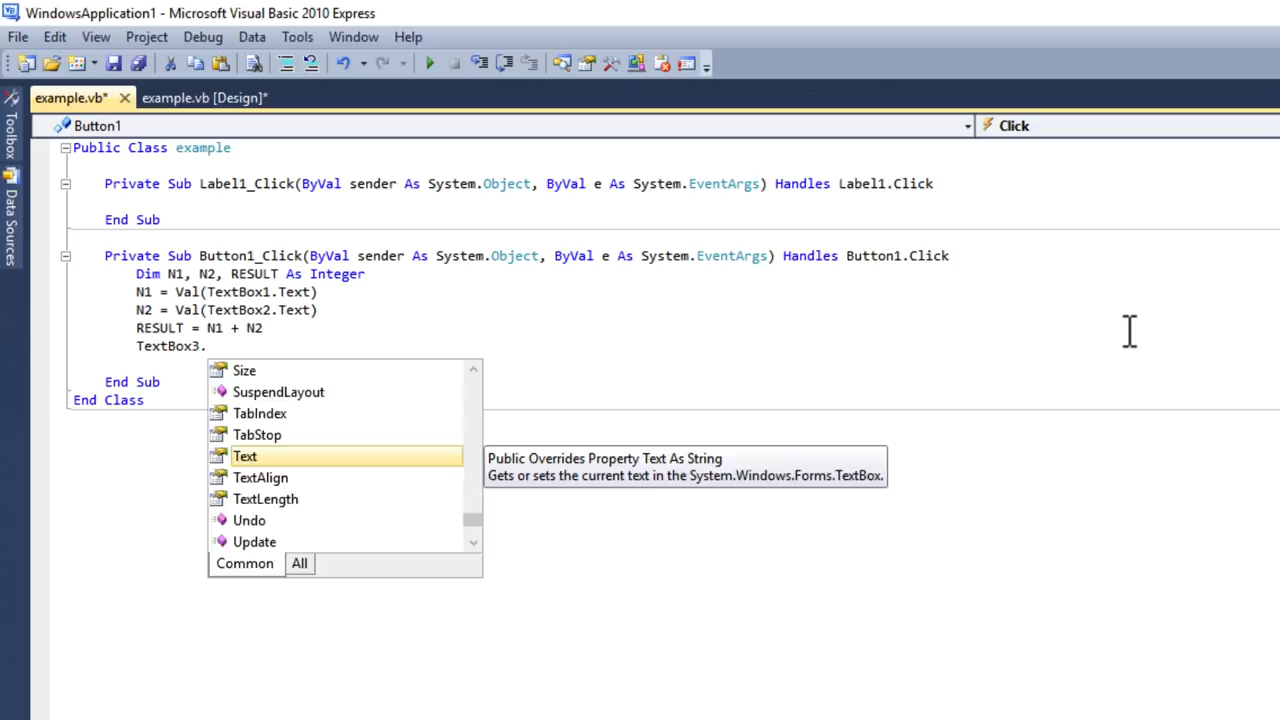 WindowsApplication1 - Microsoft Visual Basic 2010 Express
File Edit View Project Debug Data Tools Window Help
example.vb* example.vb [Design]*
Toolbox
Data Sources
Button1 Click
Public Class example
Private Sub Label1_Click(ByVal sender As System.Object, ByVal e As System.EventArgs) Handles Label1.Click
End Sub
Private Sub Button1_Click(ByVal sender As System.Object, ByVal e As System.EventArgs) Handles Button1.Click
Dim N1, N2, RESULT As Integer
N1 = Val(TextBox1.Text)
N2 = Val(TextBox2.Text)
RESULT = N1 + N2
TextBox3.
End Sub
End Class
Size
SuspendLayout
TabIndex
TabStop
Text
TextAlign
TextLength
Undo
Update
Common All
Public Overrides Property Text As String
Gets or sets the current text in the System.Windows.Forms.TextBox.